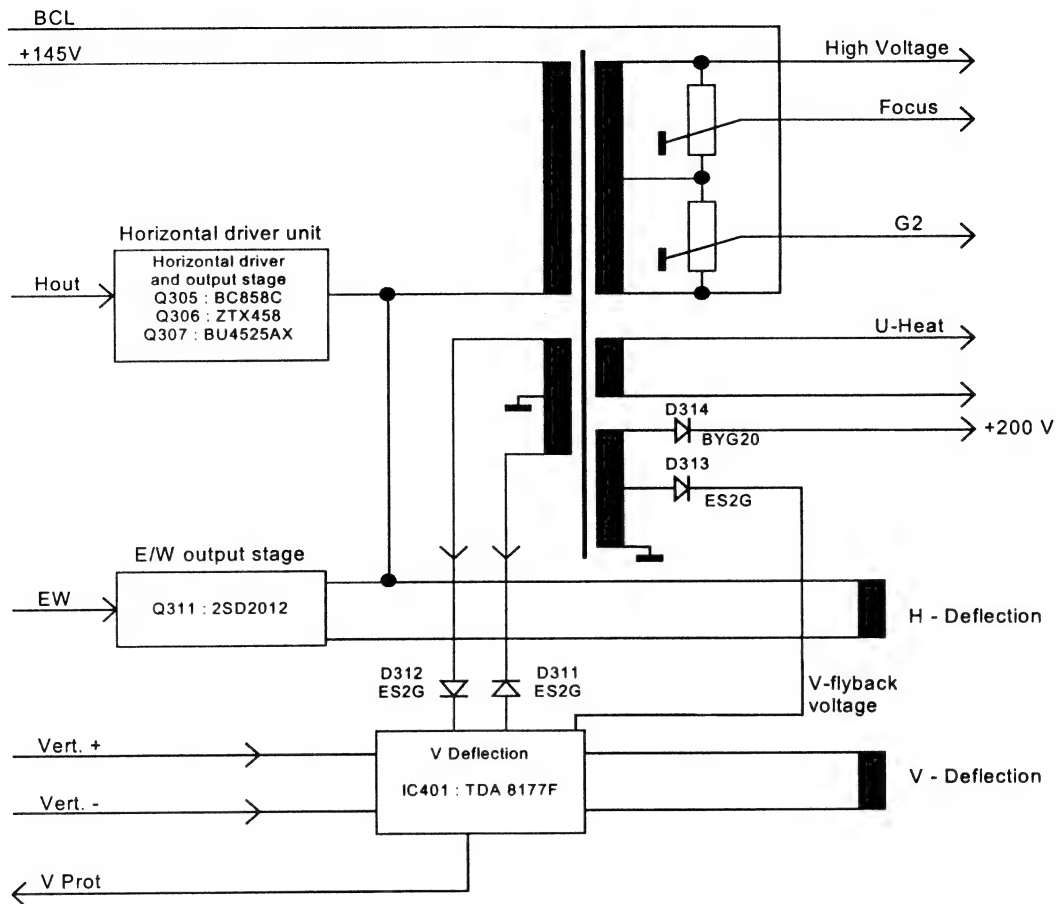 BCL
+145V
High Voltage
Focus
G2
Horizontal driver unit
Horizontal driver
and output stage
Q305 : BC858C
Q306 : ZTX458
Q307 : BU4525AX
Hout
U-Heat
D314
BYG20
+200 V
D313
ES2G
E/W output stage
EW
Q311 : 2SD2012
H - Deflection
D312
ES2G
D311
ES2G
V-flyback
voltage
Vert. +
V Deflection
IC401 : TDA 8177F
V - Deflection
Vert. -
V Prot